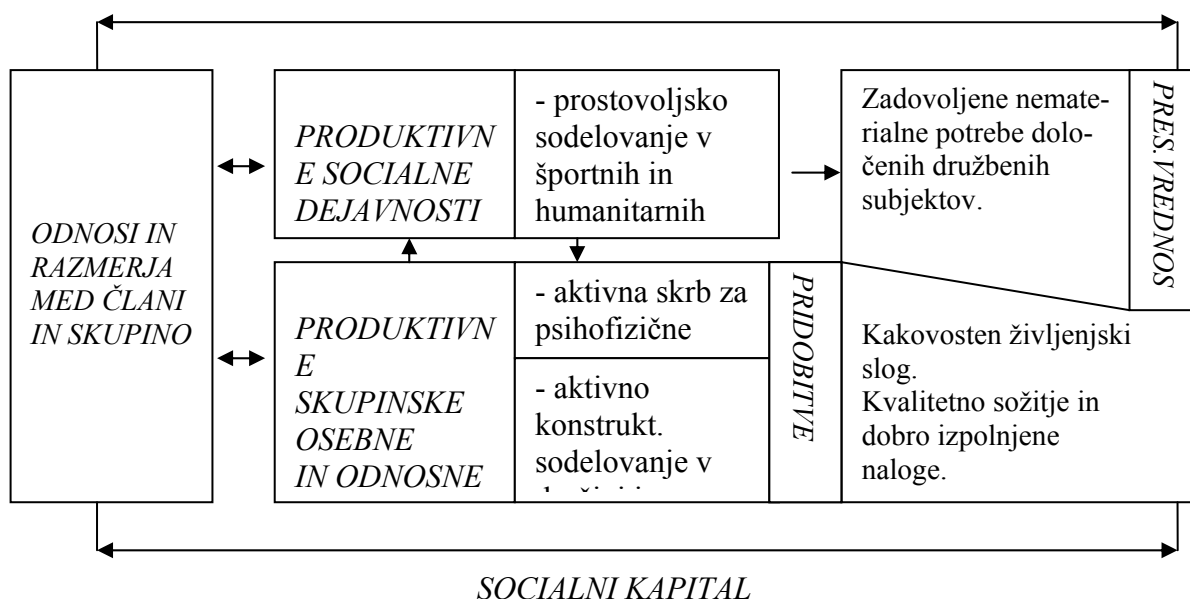 ODNOSI IN
RAZMERJA
MED ČLANI
IN SKUPINO
PRODUKTIVN
E SOCIALNE
DEJAVNOSTI
- prostovoljsko
sodelovanje v
športnih in
humanitarnih
Zadovoljene nemate-
rialne potrebe dolo-
čenih družbenih
subjektov.
PRES.VREDNOS
PRODUKTIVN
E
SKUPINSKE
OSEBNE
IN ODNOSNE
- aktivna skrb za
psihofizične
- aktivno
konstrukt.
sodelovanje v
PRIDOBITVE
Kakovosten življenjski
slog.
Kvalitetno sožitje in
dobro izpolnjene
naloge.
SOCIALNI KAPITAL